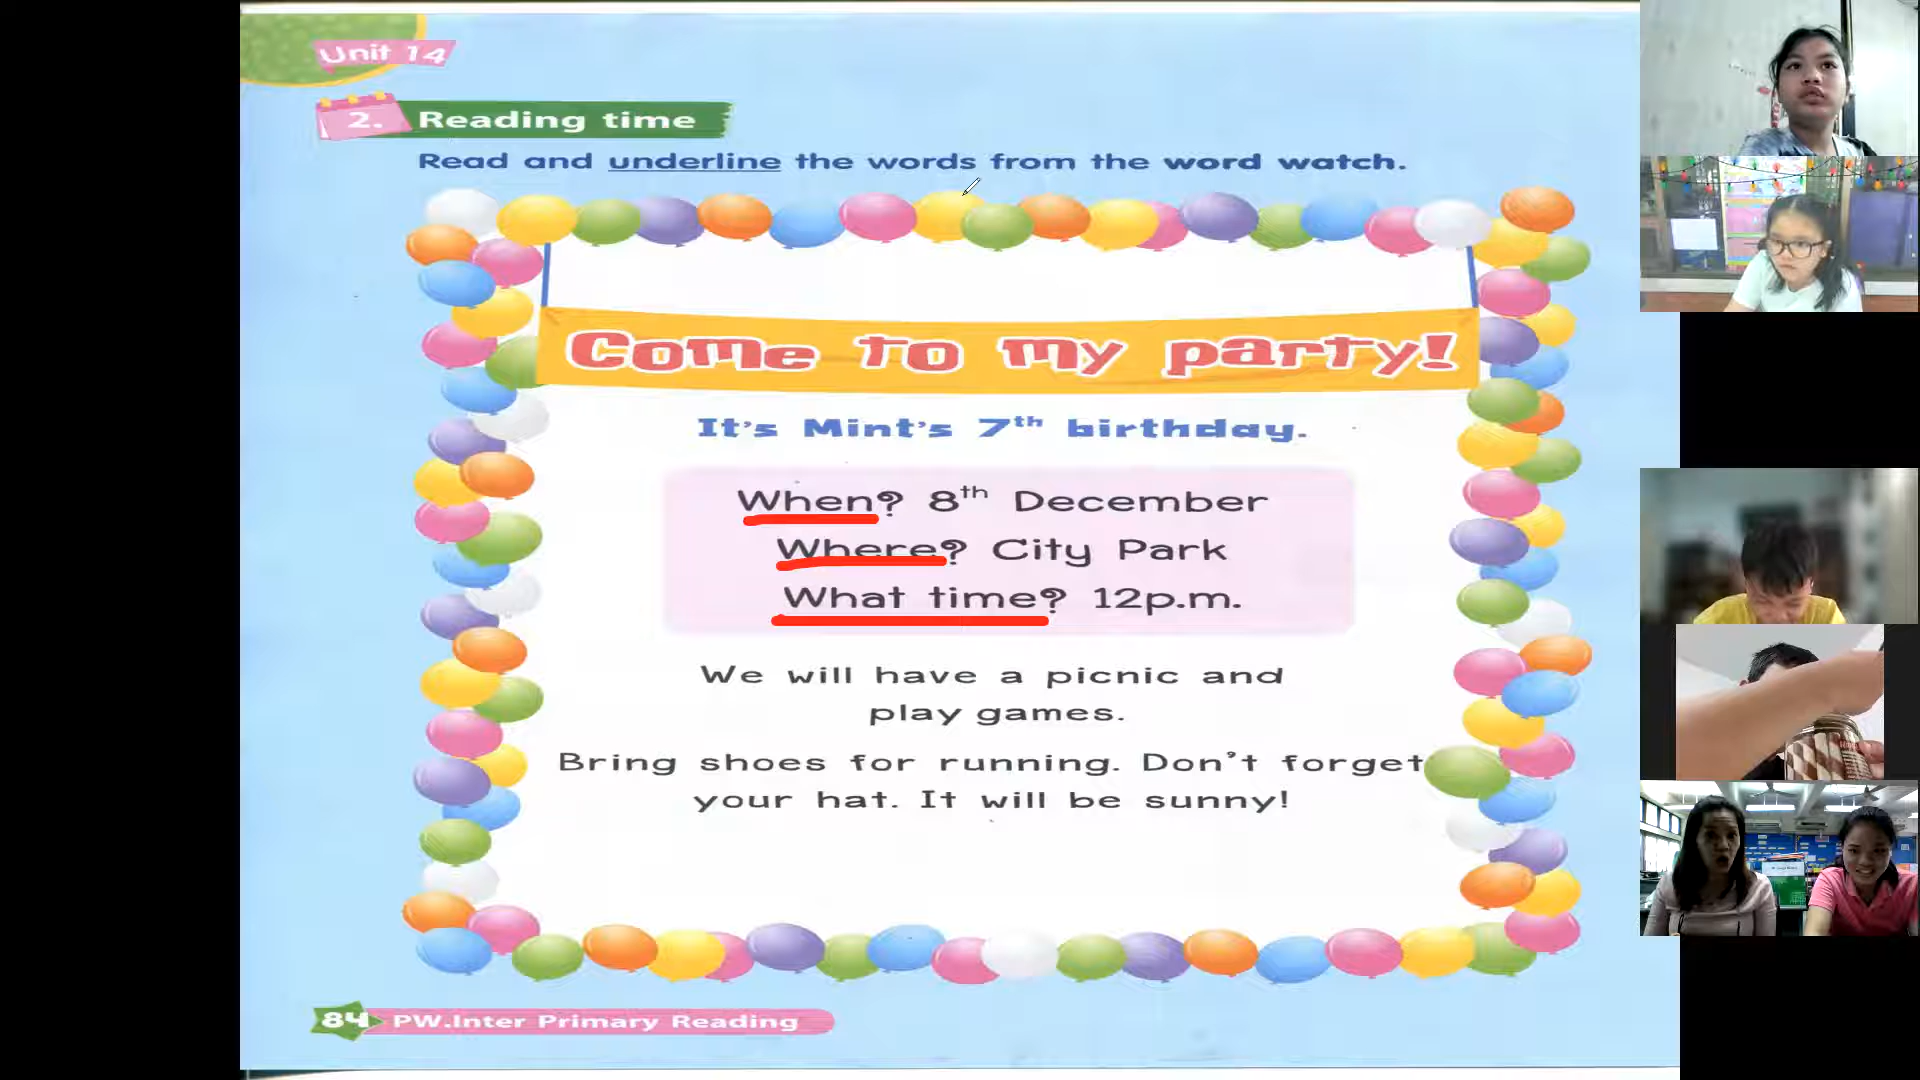 Unit 14
2. Reading time
Read and underline the words from the word watch.
Come to my party!
It's Mint's 7th birthday.
When? 8th December
Where? City Park
What time? 12p.m.
We will have a picnic and
play games.
Bring shoes for running. Don't forget
your hat. It will be sunny!
84 PW.Inter Primary Reading